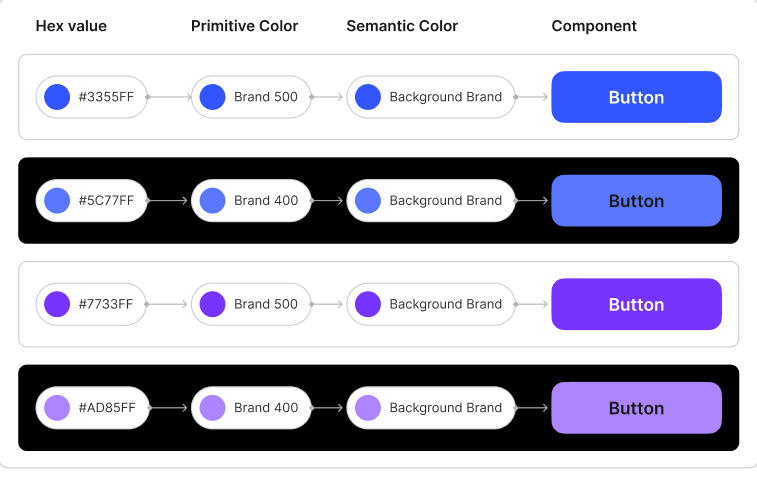 Hex value Primitive Color Semantic Color Component
#3355FF Brand 500 Background Brand Button
#5C77FF Brand 400 Background Brand Button
#7733FF Brand 500 Background Brand Button
#AD85FF Brand 400 Background Brand Button